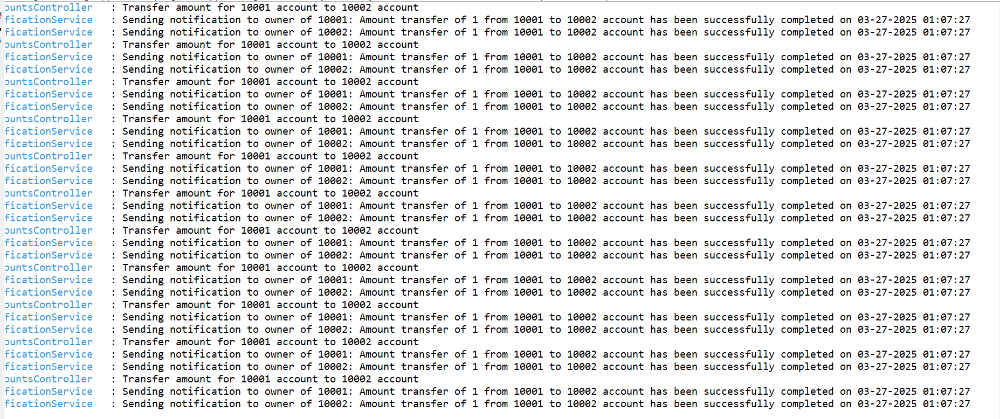 ountsController : Transfer amount for 10001 account to 10002 account
ficationService : Sending notification to owner of 10001: Amount transfer of 1 from 10001 to 10002 account has been successfully completed on 03-27-2025 01:07:27
ficationService : Sending notification to owner of 10002: Amount transfer of 1 from 10001 to 10002 account has been successfully completed on 03-27-2025 01:07:27
ountsController : Transfer amount for 10001 account to 10002 account
ficationService : Sending notification to owner of 10001: Amount transfer of 1 from 10001 to 10002 account has been successfully completed on 03-27-2025 01:07:27
ficationService : Sending notification to owner of 10002: Amount transfer of 1 from 10001 to 10002 account has been successfully completed on 03-27-2025 01:07:27
ountsController : Transfer amount for 10001 account to 10002 account
ficationService : Sending notification to owner of 10001: Amount transfer of 1 from 10001 to 10002 account has been successfully completed on 03-27-2025 01:07:27
ficationService : Sending notification to owner of 10002: Amount transfer of 1 from 10001 to 10002 account has been successfully completed on 03-27-2025 01:07:27
ountsController : Transfer amount for 10001 account to 10002 account
ficationService : Sending notification to owner of 10001: Amount transfer of 1 from 10001 to 10002 account has been successfully completed on 03-27-2025 01:07:27
ficationService : Sending notification to owner of 10002: Amount transfer of 1 from 10001 to 10002 account has been successfully completed on 03-27-2025 01:07:27
ountsController : Transfer amount for 10001 account to 10002 account
ficationService : Sending notification to owner of 10001: Amount transfer of 1 from 10001 to 10002 account has been successfully completed on 03-27-2025 01:07:27
ficationService : Sending notification to owner of 10002: Amount transfer of 1 from 10001 to 10002 account has been successfully completed on 03-27-2025 01:07:27
ountsController : Transfer amount for 10001 account to 10002 account
ficationService : Sending notification to owner of 10001: Amount transfer of 1 from 10001 to 10002 account has been successfully completed on 03-27-2025 01:07:27
ficationService : Sending notification to owner of 10002: Amount transfer of 1 from 10001 to 10002 account has been successfully completed on 03-27-2025 01:07:27
ountsController : Transfer amount for 10001 account to 10002 account
ficationService : Sending notification to owner of 10001: Amount transfer of 1 from 10001 to 10002 account has been successfully completed on 03-27-2025 01:07:27
ficationService : Sending notification to owner of 10002: Amount transfer of 1 from 10001 to 10002 account has been successfully completed on 03-27-2025 01:07:27
ountsController : Transfer amount for 10001 account to 10002 account
ficationService : Sending notification to owner of 10001: Amount transfer of 1 from 10001 to 10002 account has been successfully completed on 03-27-2025 01:07:27
ficationService : Sending notification to owner of 10002: Amount transfer of 1 from 10001 to 10002 account has been successfully completed on 03-27-2025 01:07:27
ountsController : Transfer amount for 10001 account to 10002 account
ficationService : Sending notification to owner of 10001: Amount transfer of 1 from 10001 to 10002 account has been successfully completed on 03-27-2025 01:07:27
ficationService : Sending notification to owner of 10002: Amount transfer of 1 from 10001 to 10002 account has been successfully completed on 03-27-2025 01:07:27
ountsController : Transfer amount for 10001 account to 10002 account
ficationService : Sending notification to owner of 10001: Amount transfer of 1 from 10001 to 10002 account has been successfully completed on 03-27-2025 01:07:27
ficationService : Sending notification to owner of 10002: Amount transfer of 1 from 10001 to 10002 account has been successfully completed on 03-27-2025 01:07:27
ountsController : Transfer amount for 10001 account to 10002 account
ficationService : Sending notification to owner of 10001: Amount transfer of 1 from 10001 to 10002 account has been successfully completed on 03-27-2025 01:07:27
ficationService : Sending notification to owner of 10002: Amount transfer of 1 from 10001 to 10002 account has been successfully completed on 03-27-2025 01:07:27